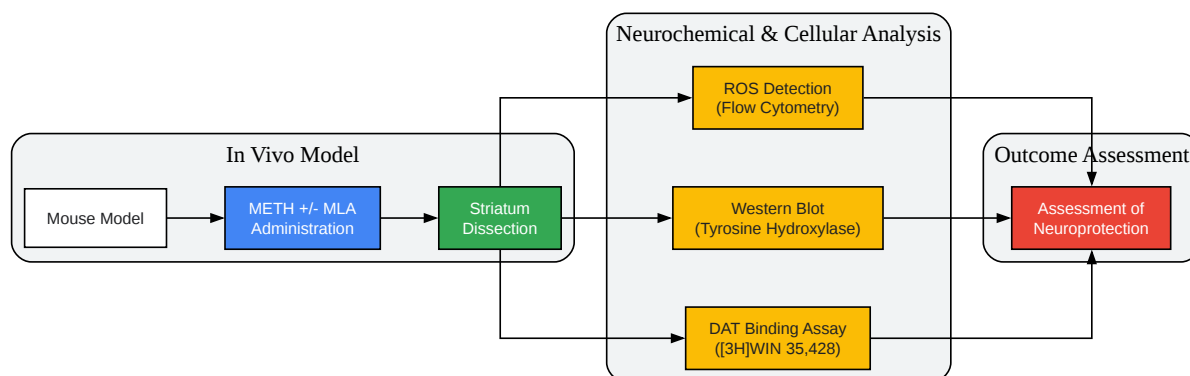 Neurochemical & Cellular Analysis
ROS Detection
(Flow Cytometry)
In Vivo Model
Outcome Assessment
Mouse Model
METH +/- MLA
Administration
Striatum
Dissection
Western Blot
(Tyrosine Hydroxylase)
Assessment of
Neuroprotection
DAT Binding Assay
([3H]WIN 35,428)